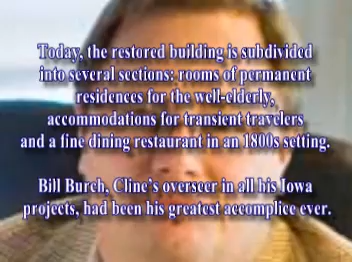 Today, the restored building is subdivided
into several sections: rooms of permanent
residences for the well-elderly,
accommodations for transient travelers
and a fine dining restaurant in an 1800s setting.
Bill Burch, Cline's overseer in all his Iowa
projects, had been his greatest accomplice ever.